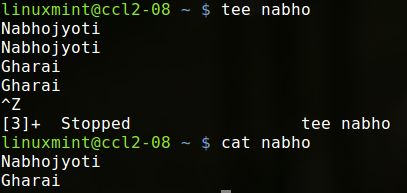 linuxmint@ccl2-08 ~ $ tee nabho
Nabhojyoti
Nabhojyoti
Gharai
Gharai
^Z
[3]+  Stopped                 tee nabho
linuxmint@ccl2-08 ~ $ cat nabho
Nabhojyoti
Gharai